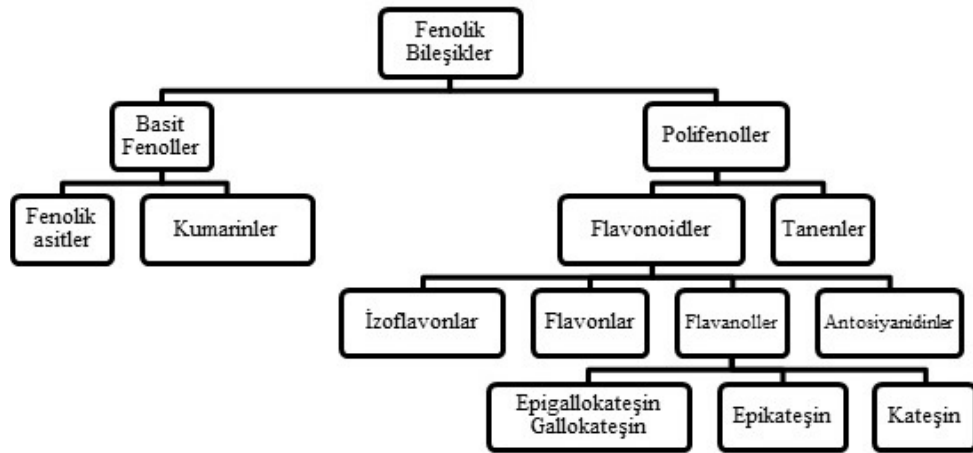 Fenolik
Bileşikler
Basit
Fenoller
Polifenoller
Fenolik
asitler
Kumarinler
Flavonoidler
Tanenler
İzoflavonlar
Flavonlar
Flavanoller
Antosiyanidinler
Epigallokateşin
Gallokateşin
Epikateşin
Kateşin